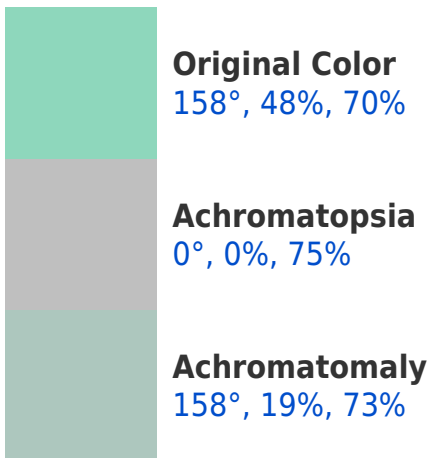 Original Color
158°, 48%, 70%
Achromatopsia
0°, 0%, 75%
Achromatomaly
158°, 19%, 73%